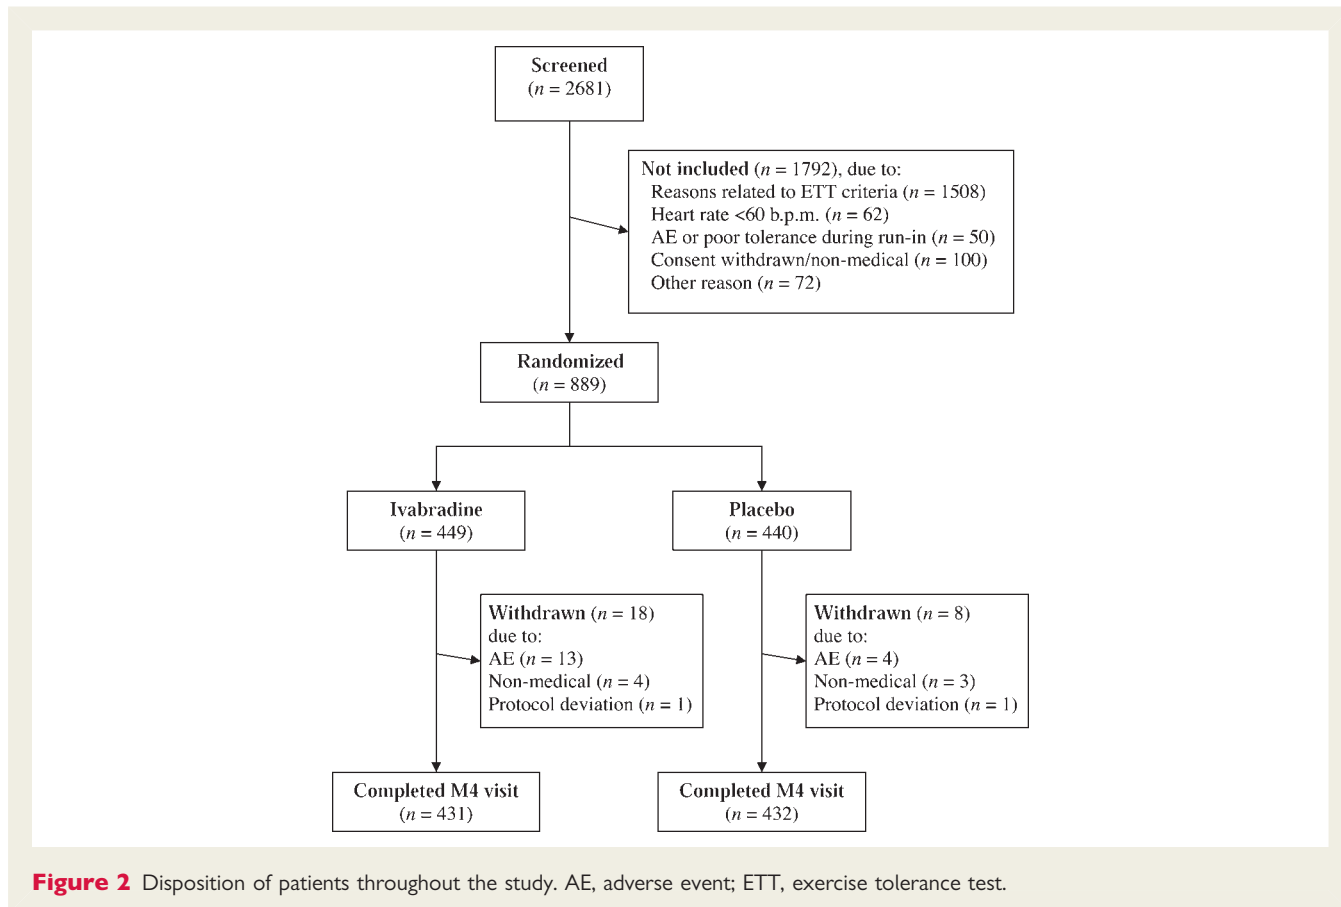 Screened
(n = 2681)
Not included (n = 1792), due to:
Reasons related to ETT criteria (n = 1508)
Heart rate <60 b.p.m. (n = 62)
AE or poor tolerance during run-in (n = 50)
Consent withdrawn/non-medical (n = 100)
Other reason (n = 72)
Randomized
(n = 889)
Ivabradine
(n = 449)
Placebo
(n = 440)
Withdrawn (n = 18)
due to:
AE (n = 13)
Non-medical (n = 4)
Protocol deviation (n = 1)
Withdrawn (n = 8)
due to:
AE (n = 4)
Non-medical (n = 3)
Protocol deviation (n = 1)
Completed M4 visit
(n = 431)
Completed M4 visit
(n = 432)
Figure 2 Disposition of patients throughout the study. AE, adverse event; ETT, exercise tolerance test.